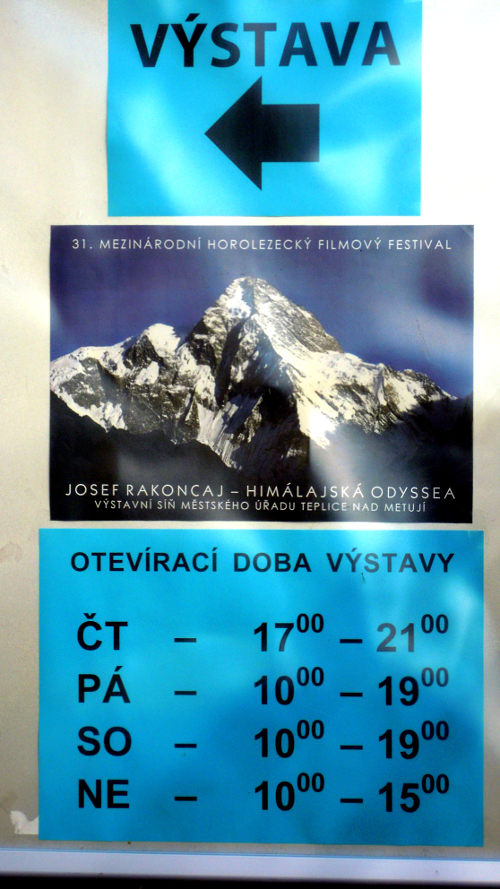 VÝSTAVA
31. MEZINÁRODNÍ HOROLEZECKÝ FILMOVÝ FESTIVAL
JOSEF RAKONCAJ – HIMÁLAJSKÁ ODYSSEA
VÝSTAVNÍ SÍŇ MĚSTSKÉHO ÚŘADU TEPLICE NAD METUJÍ
OTEVÍRACÍ DOBA VÝSTAVY
ČT – 17⁰⁰ – 21⁰⁰
PÁ – 10⁰⁰ – 19⁰⁰
SO – 10⁰⁰ – 19⁰⁰
NE – 10⁰⁰ – 15⁰⁰